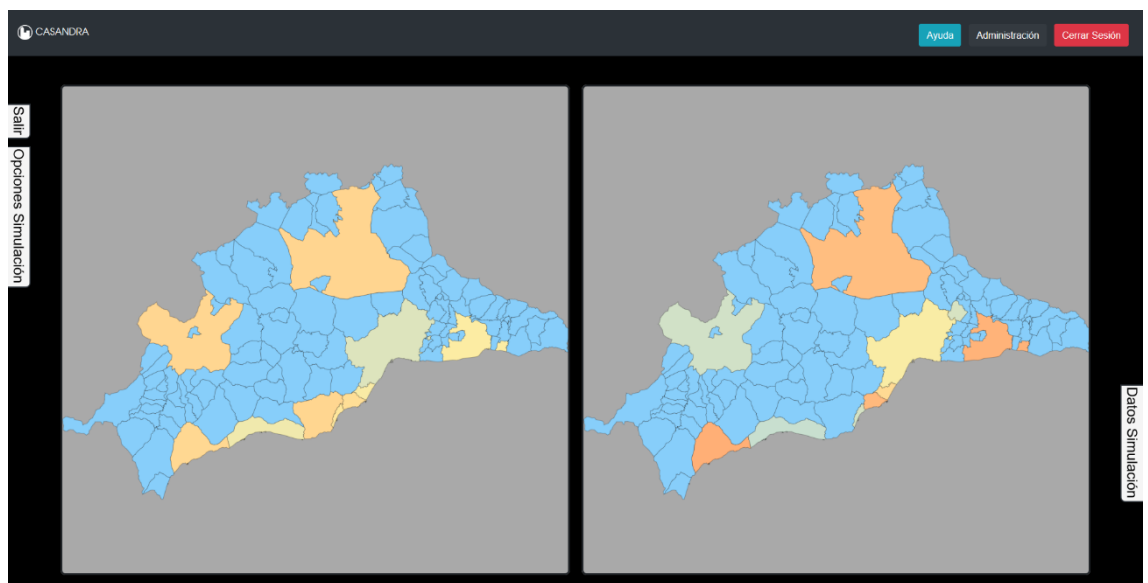 CASANDRA
Ayuda
Administración
Cerrar Sesión
Salir
Opciones Simulación
Datos Simulación